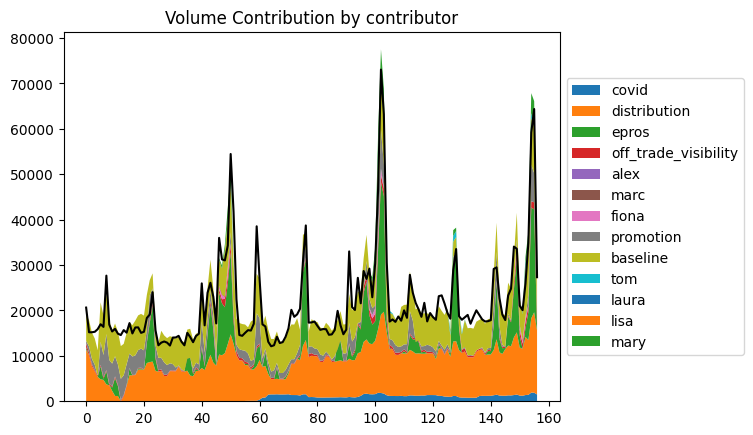 Volume Contribution by contributor
80000
70000
60000
50000
40000
30000
20000
10000
0
0 20 40 60 80 100 120 140 160
covid
distribution
epros
off_trade_visibility
alex
marc
fiona
promotion
baseline
tom
laura
lisa
mary